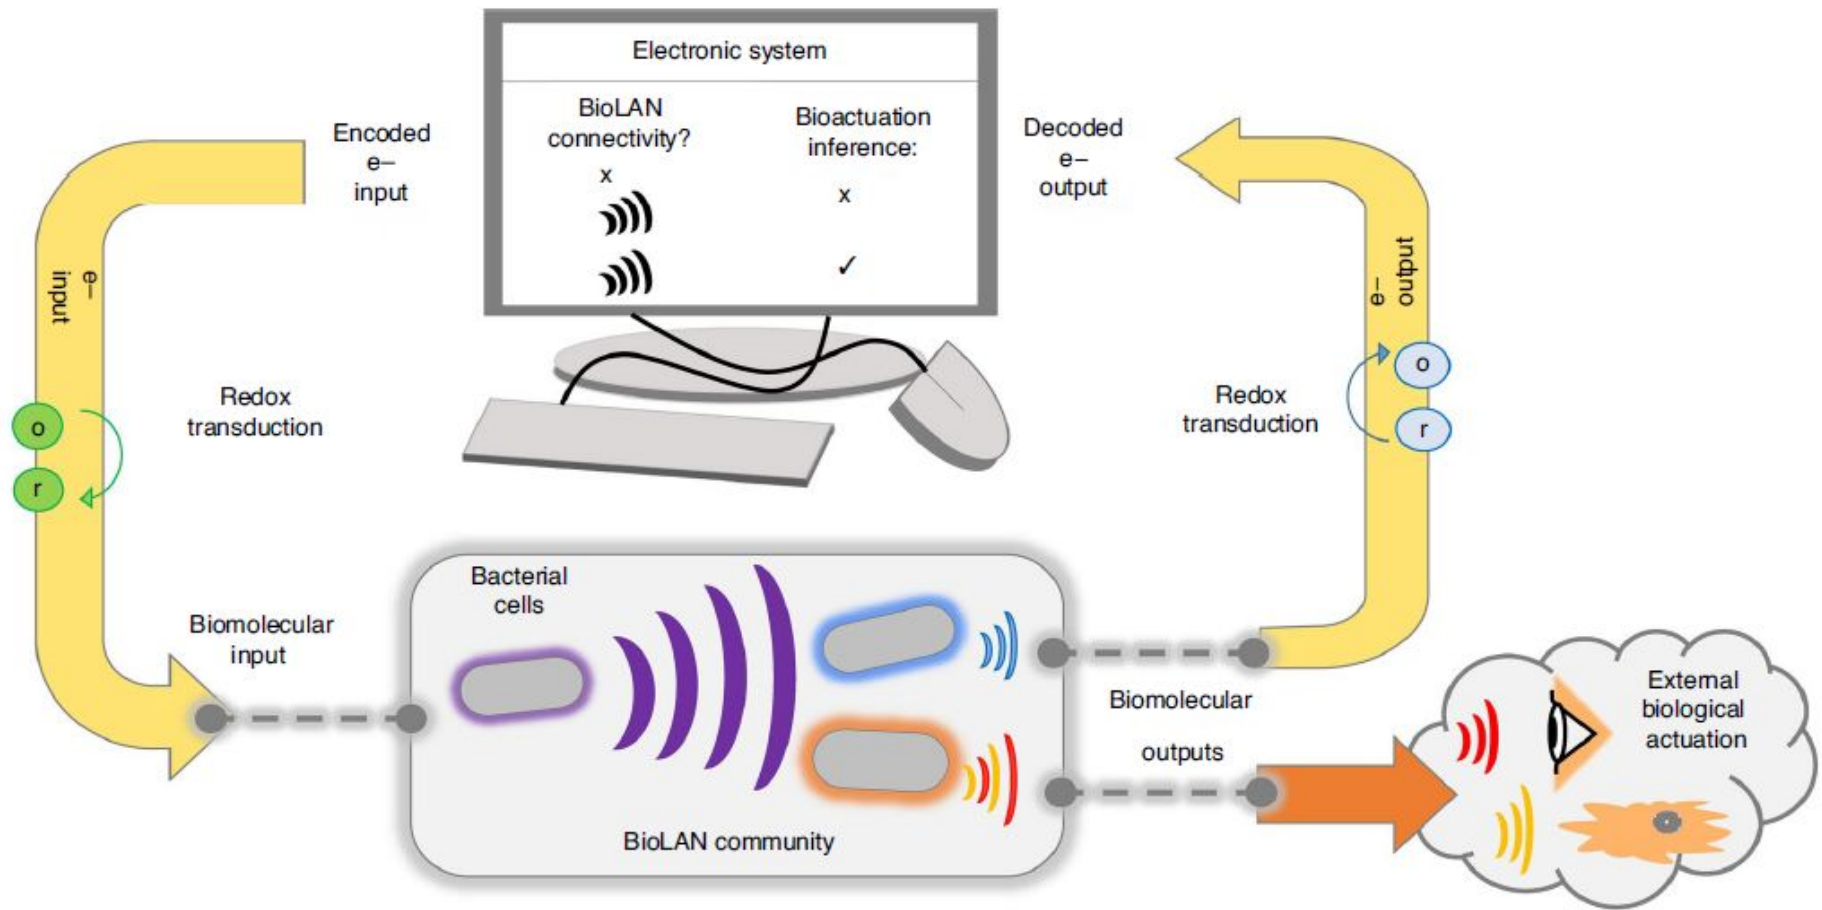 Electronic system
BioLAN
connectivity?
x
Bioactuation
inference:
x
✓
Encoded
e–
input
Decoded
e–
output
e–
input
e–
output
Redox
transduction
o
r
Redox
transduction
o
r
Biomolecular
input
Bacterial
cells
BioLAN community
Biomolecular
outputs
External
biological
actuation